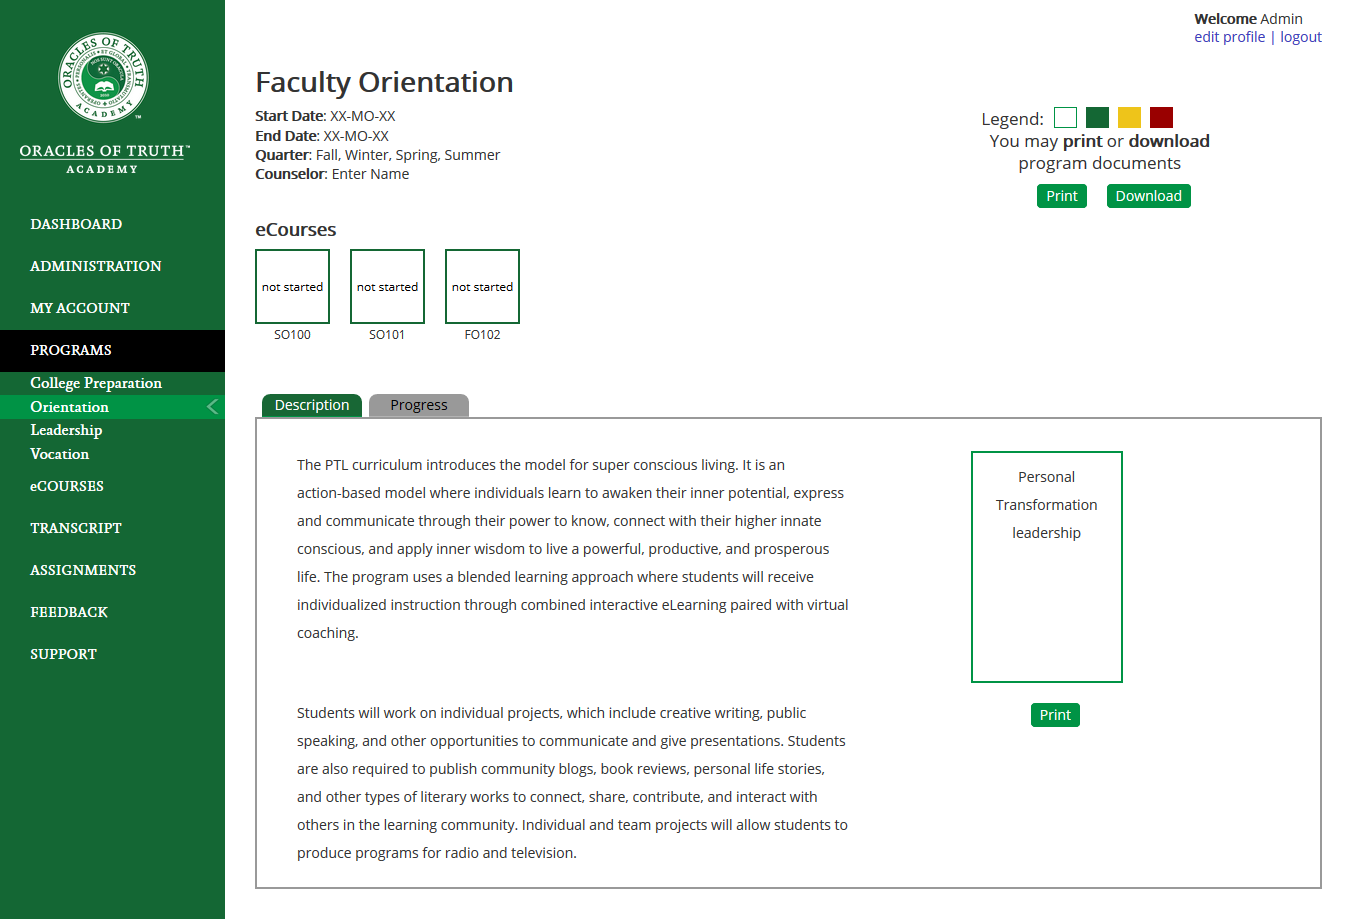 Welcome Admin
edit profile | logout
ORACLES OF TRUTH
ACADEMY
TM
ORACLES OF TRUTH™
ACADEMY
DASHBOARD
ADMINISTRATION
MY ACCOUNT
PROGRAMS
College Preparation
Orientation
Leadership
Vocation
eCOURSES
TRANSCRIPT
ASSIGNMENTS
FEEDBACK
SUPPORT
Faculty Orientation
Start Date: XX-MO-XX
End Date: XX-MO-XX
Quarter: Fall, Winter, Spring, Summer
Counselor: Enter Name
Legend:
You may print or download
program documents
Print Download
eCourses
not started not started not started
SO100 SO101 FO102
Description Progress
The PTL curriculum introduces the model for super conscious living. It is an
action-based model where individuals learn to awaken their inner potential, express
and communicate through their power to know, connect with their higher innate
conscious, and apply inner wisdom to live a powerful, productive, and prosperous
life. The program uses a blended learning approach where students will receive
individualized instruction through combined interactive eLearning paired with virtual
coaching.
Students will work on individual projects, which include creative writing, public
speaking, and other opportunities to communicate and give presentations. Students
are also required to publish community blogs, book reviews, personal life stories,
and other types of literary works to connect, share, contribute, and interact with
others in the learning community. Individual and team projects will allow students to
produce programs for radio and television.
Personal
Transformation
leadership
Print